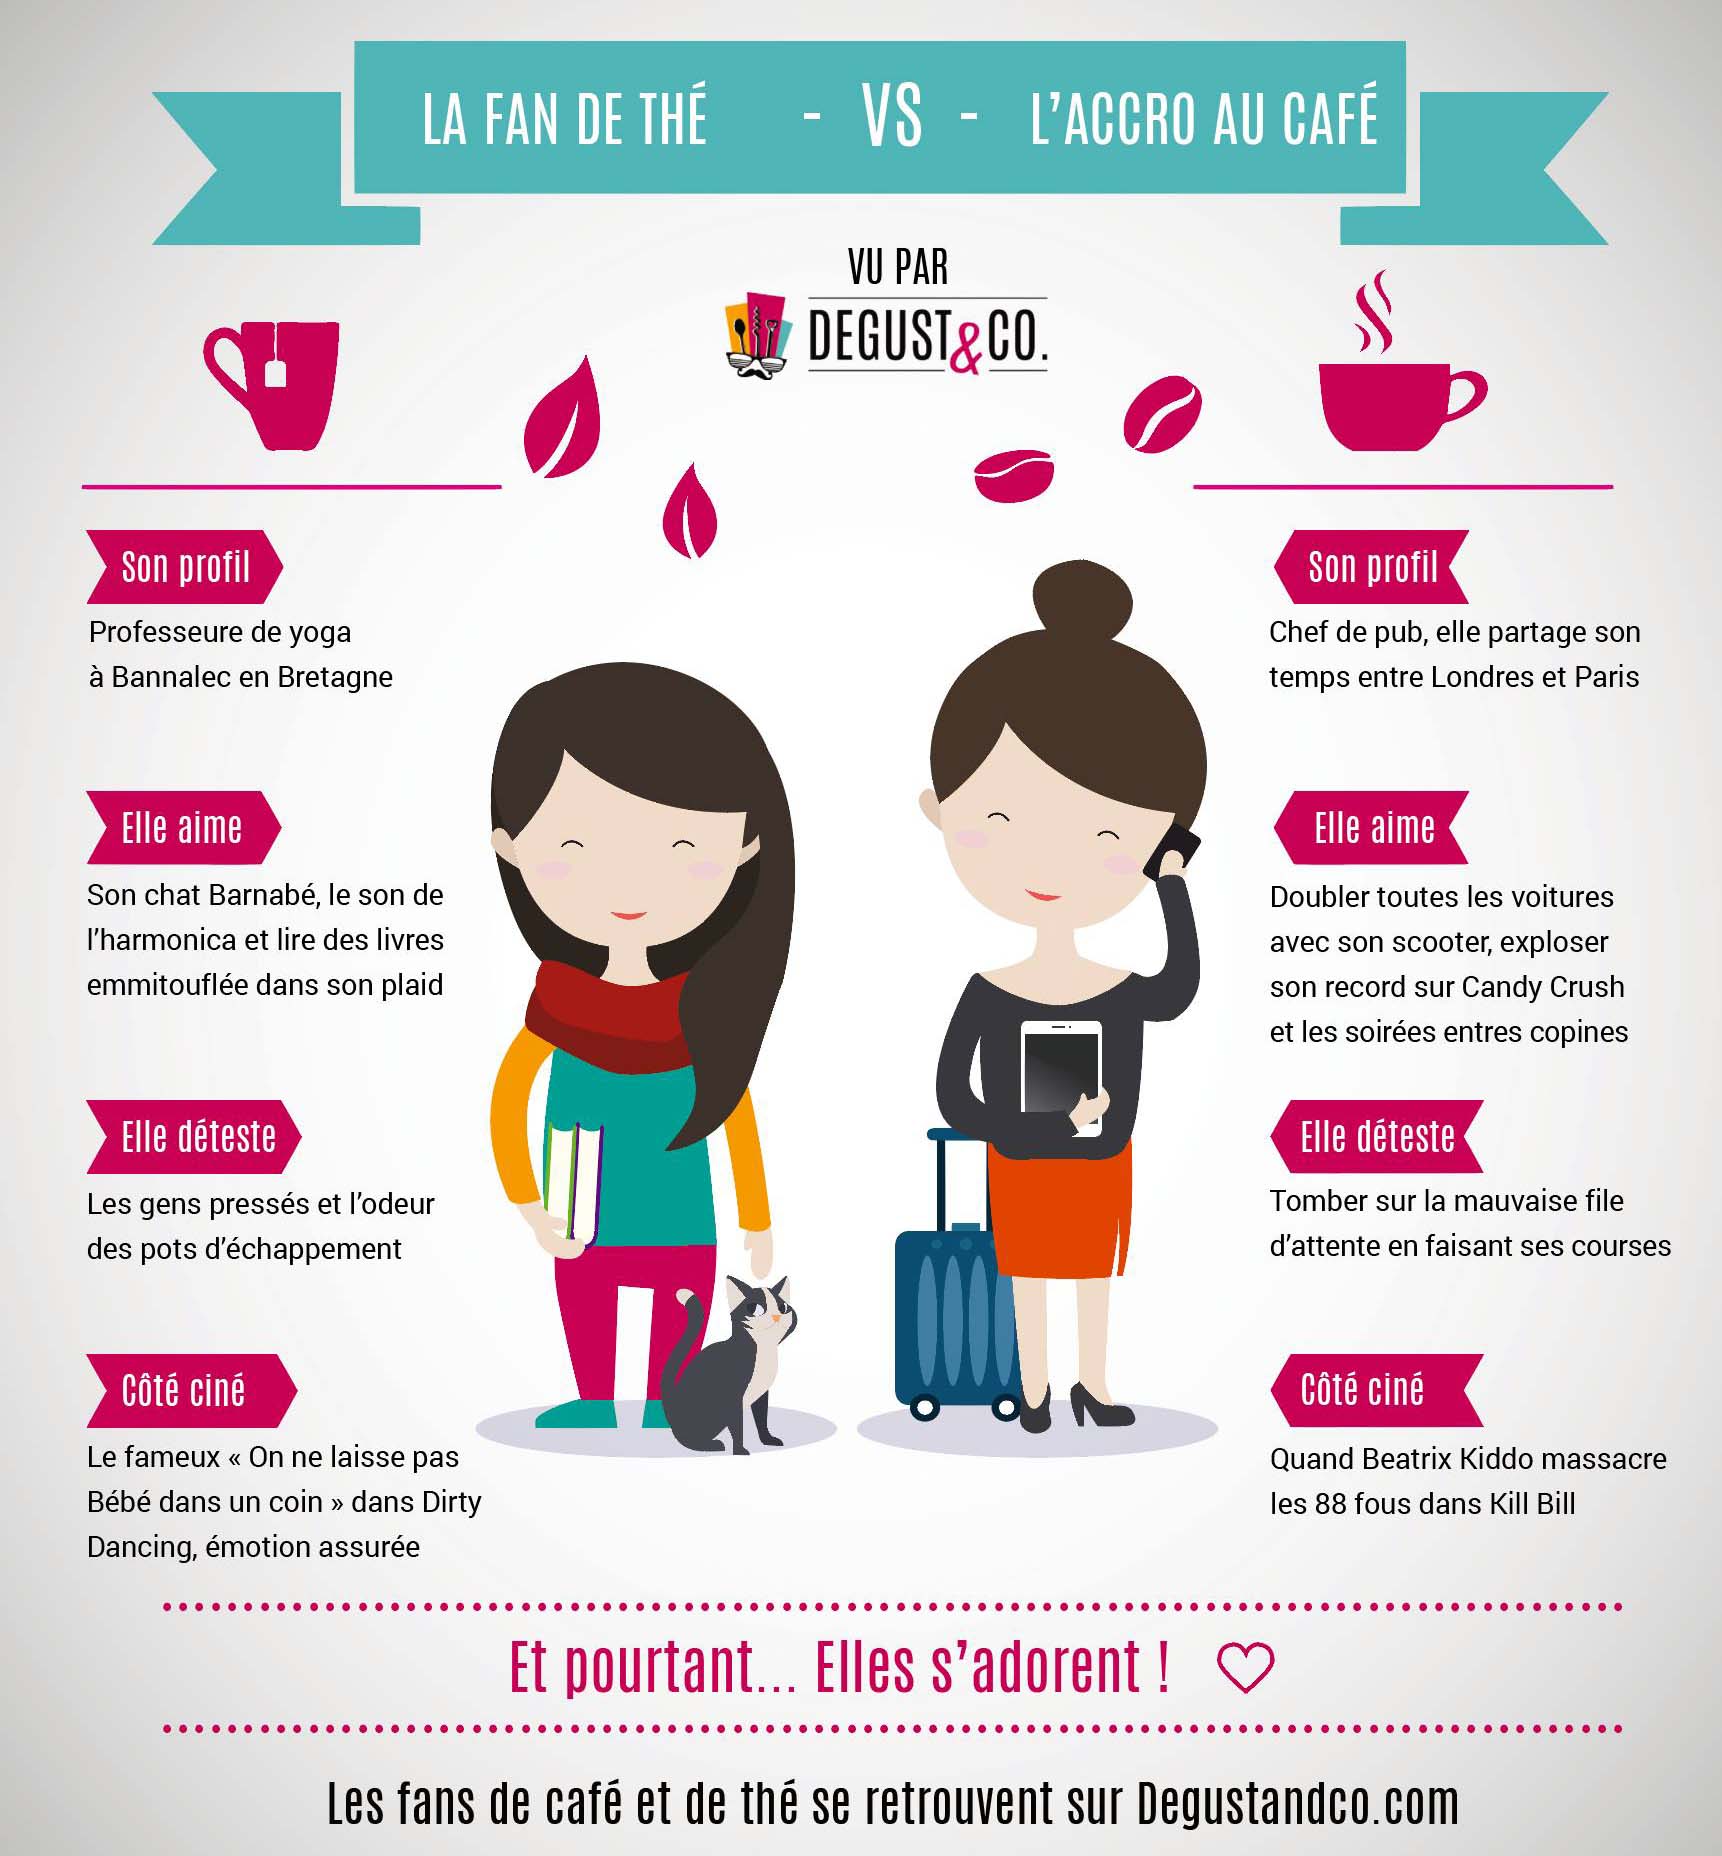 LA FAN DE THÉ - VS - L'ACCRO AU CAFÉ
VU PAR
DEGUST&CO.
Son profil
Professeure de yoga
à Bannalec en Bretagne
Elle aime
Son chat Barnabé, le son de
l'harmonica et lire des livres
emmitouflée dans son plaid
Elle déteste
Les gens pressés et l'odeur
des pots d'échappement
Côté ciné
Le fameux « On ne laisse pas
Bébé dans un coin » dans Dirty
Dancing, émotion assurée
Son profil
Chef de pub, elle partage son
temps entre Londres et Paris
Elle aime
Doubler toutes les voitures
avec son scooter, exploser
son record sur Candy Crush
et les soirées entres copines
Elle déteste
Tomber sur la mauvaise file
d'attente en faisant ses courses
Côté ciné
Quand Beatrix Kiddo massacre
les 88 fous dans Kill Bill
Et pourtant... Elles s'adorent !
Les fans de café et de thé se retrouvent sur Degustandco.com